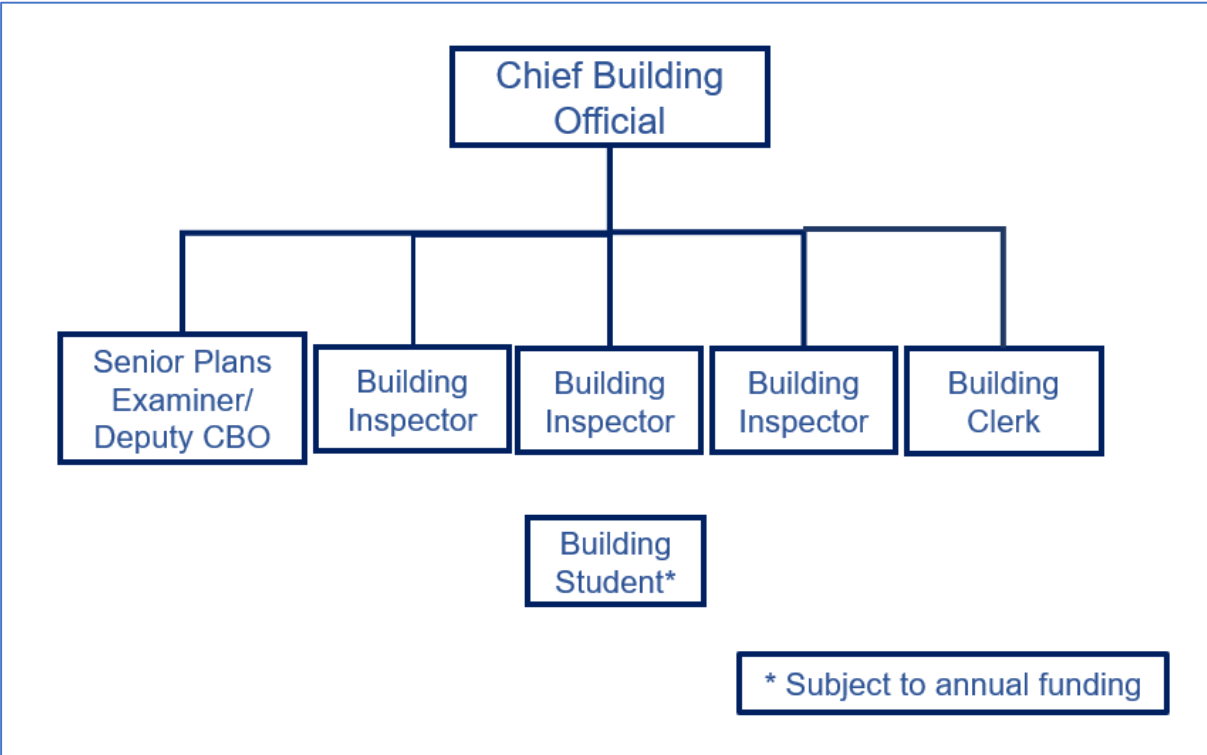 Chief Building
Official
Senior Plans
Examiner/
Deputy CBO
Building
Inspector
Building
Inspector
Building
Inspector
Building
Clerk
Building
Student*
* Subject to annual funding